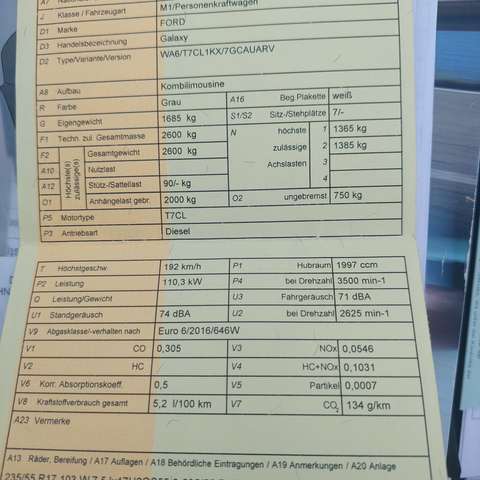 A7
J Klasse / Fahrzeugart M1/Personenkraftwagen
D1 Marke FORD
D3 Handelsbezeichnung Galaxy
D2 Type/Variante/Version WA6/T7CL1KX/7GCAUARV
A8 Aufbau Kombilimousine
R Farbe Grau A16 Beg Plakette weiß
G Eigengewicht 1685 kg S1/S2 Sitz-/Stehplätze 7/-
F1 Techn. zul. Gesamtmasse 2600 kg N höchste 1 1365 kg
F2 Höchste(s) zulässige(s) Gesamtgewicht 2600 kg zulässige 2 1385 kg
A10 Nutzlast Achslasten 3
A12 Stütz-/Sattellast 90/- kg 4
O1 Anhängelast gebr. 2000 kg O2 ungebremst 750 kg
P5 Motortype T7CL
P3 Antriebsart Diesel
T Höchstgeschw 192 km/h P1 Hubraum 1997 ccm
P2 Leistung 110,3 kW P4 bei Drehzahl 3500 min-1
Q Leistung/Gewicht U3 Fahrgeräusch 71 dBA
U1 Standgeräusch 74 dBA U2 bei Drehzahl 2625 min-1
V9 Abgasklasse/-verhalten nach Euro 6/2016/646W
V1 CO 0,305 V3 NOx 0,0546
V2 HC V4 HC+NOx 0,1031
V6 Korr. Absorptionskoeff. 0,5 V5 Partikel 0,0007
V8 Kraftstoffverbrauch gesamt 5,2 l/100 km V7 CO2 134 g/km
A23 Vermerke
A13 Räder, Bereifung / A17 Auflagen / A18 Behördliche Eintragungen / A19 Anmerkungen / A20 Anlage
235/55 R17 103 W